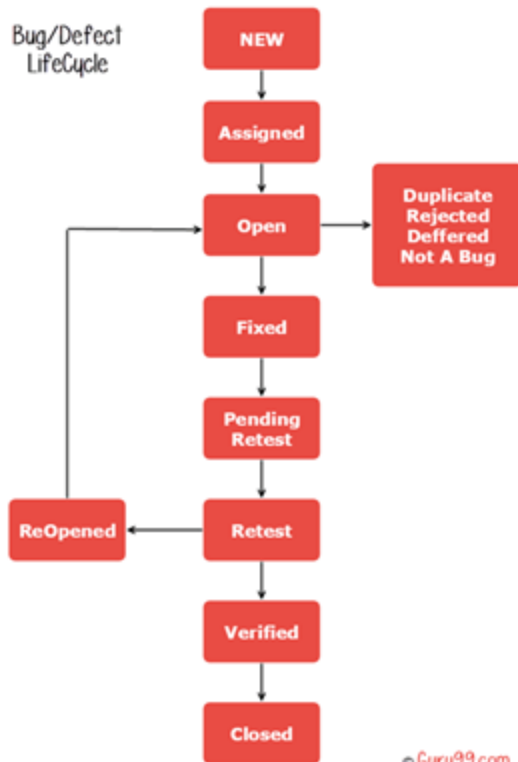 Bug/Defect
LifeCycle
NEW
Assigned
Open
Duplicate
Rejected
Deffered
Not A Bug
Fixed
Pending
Retest
ReOpened
Retest
Verified
Closed
©Guru99.com